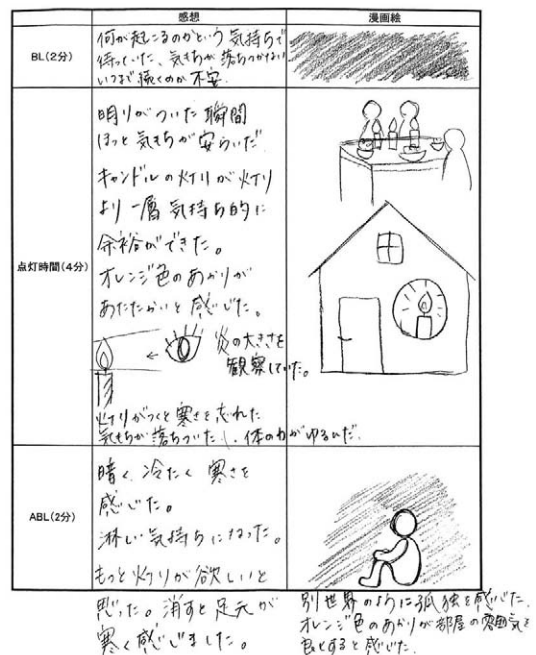 感想
漫画絵
BL(2分)
何が起こるのかという気持ちで
待っていた、気もちが落ちつかない
いつまで続くのか不安.
点灯時間(4分)
明りがついた瞬間
ほっと気もちが安らいだ
キャンドルの灯りが灯り
より一層気持ち的に
余裕ができた。
オレンジ色のあかりが
あたたかいと感じた。
炎の大きさを
観察していた。
灯りがつくと寒さを忘れた
気もちが落ちついたし、体の力がゆるんだ.
ABL(2分)
暗く、冷たく 寒さを
感じた。
淋しい気持ちになった。
もっと灯りが欲しいと
思った。消すと足元が
寒く感じました。
別世界のように孤独を感じた.
オレンジ色のあかりが部屋の雰囲気を
とすると感じた.